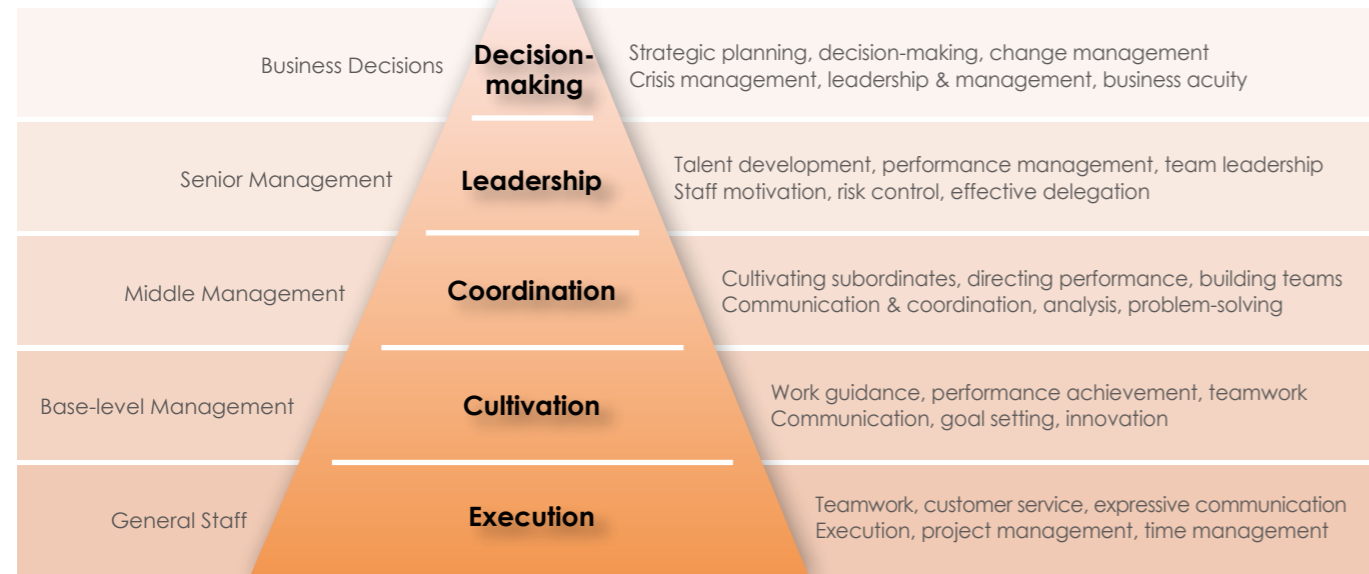 Business Decisions
Decision-
making
Strategic planning, decision-making, change management
Crisis management, leadership & management, business acuity
Senior Management
Leadership
Talent development, performance management, team leadership
Staff motivation, risk control, effective delegation
Middle Management
Coordination
Cultivating subordinates, directing performance, building teams
Communication & coordination, analysis, problem-solving
Base-level Management
Cultivation
Work guidance, performance achievement, teamwork
Communication, goal setting, innovation
General Staff
Execution
Teamwork, customer service, expressive communication
Execution, project management, time management